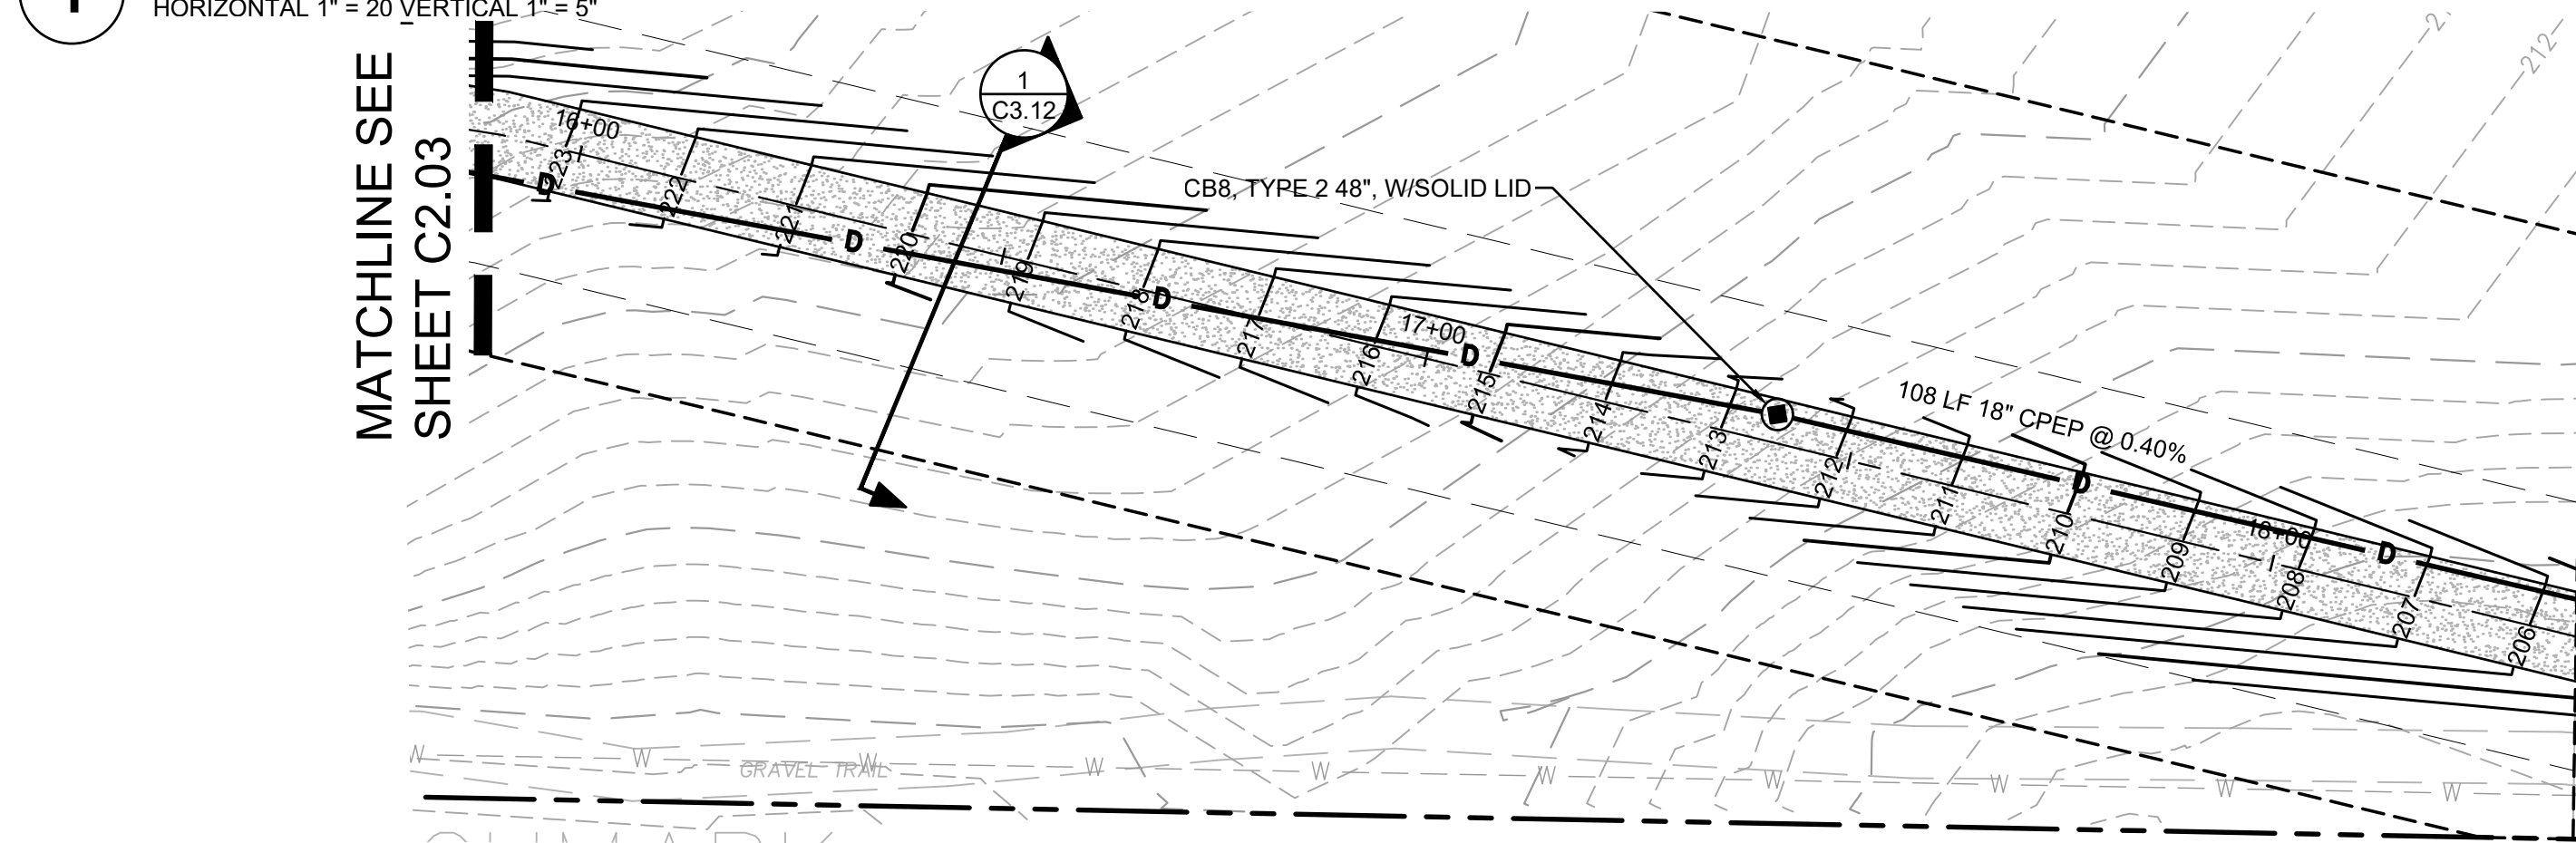 1
HORIZONTAL 1" = 20 VERTICAL 1" = 5"
MATCHLINE SEE
SHEET C2.03
1
C3.12
CB8, TYPE 2 48", W/SOLID LID
108 LF 18" CPEP @ 0.40%
16+00
17+00
18+00
223
222
221
220
219
218
217
216
215
214
213
212
211
210
209
208
207
206
D
D
D
D
D
D
212
W
W
W
W
W
W
W
W
W
W
GRAVEL TRAIL